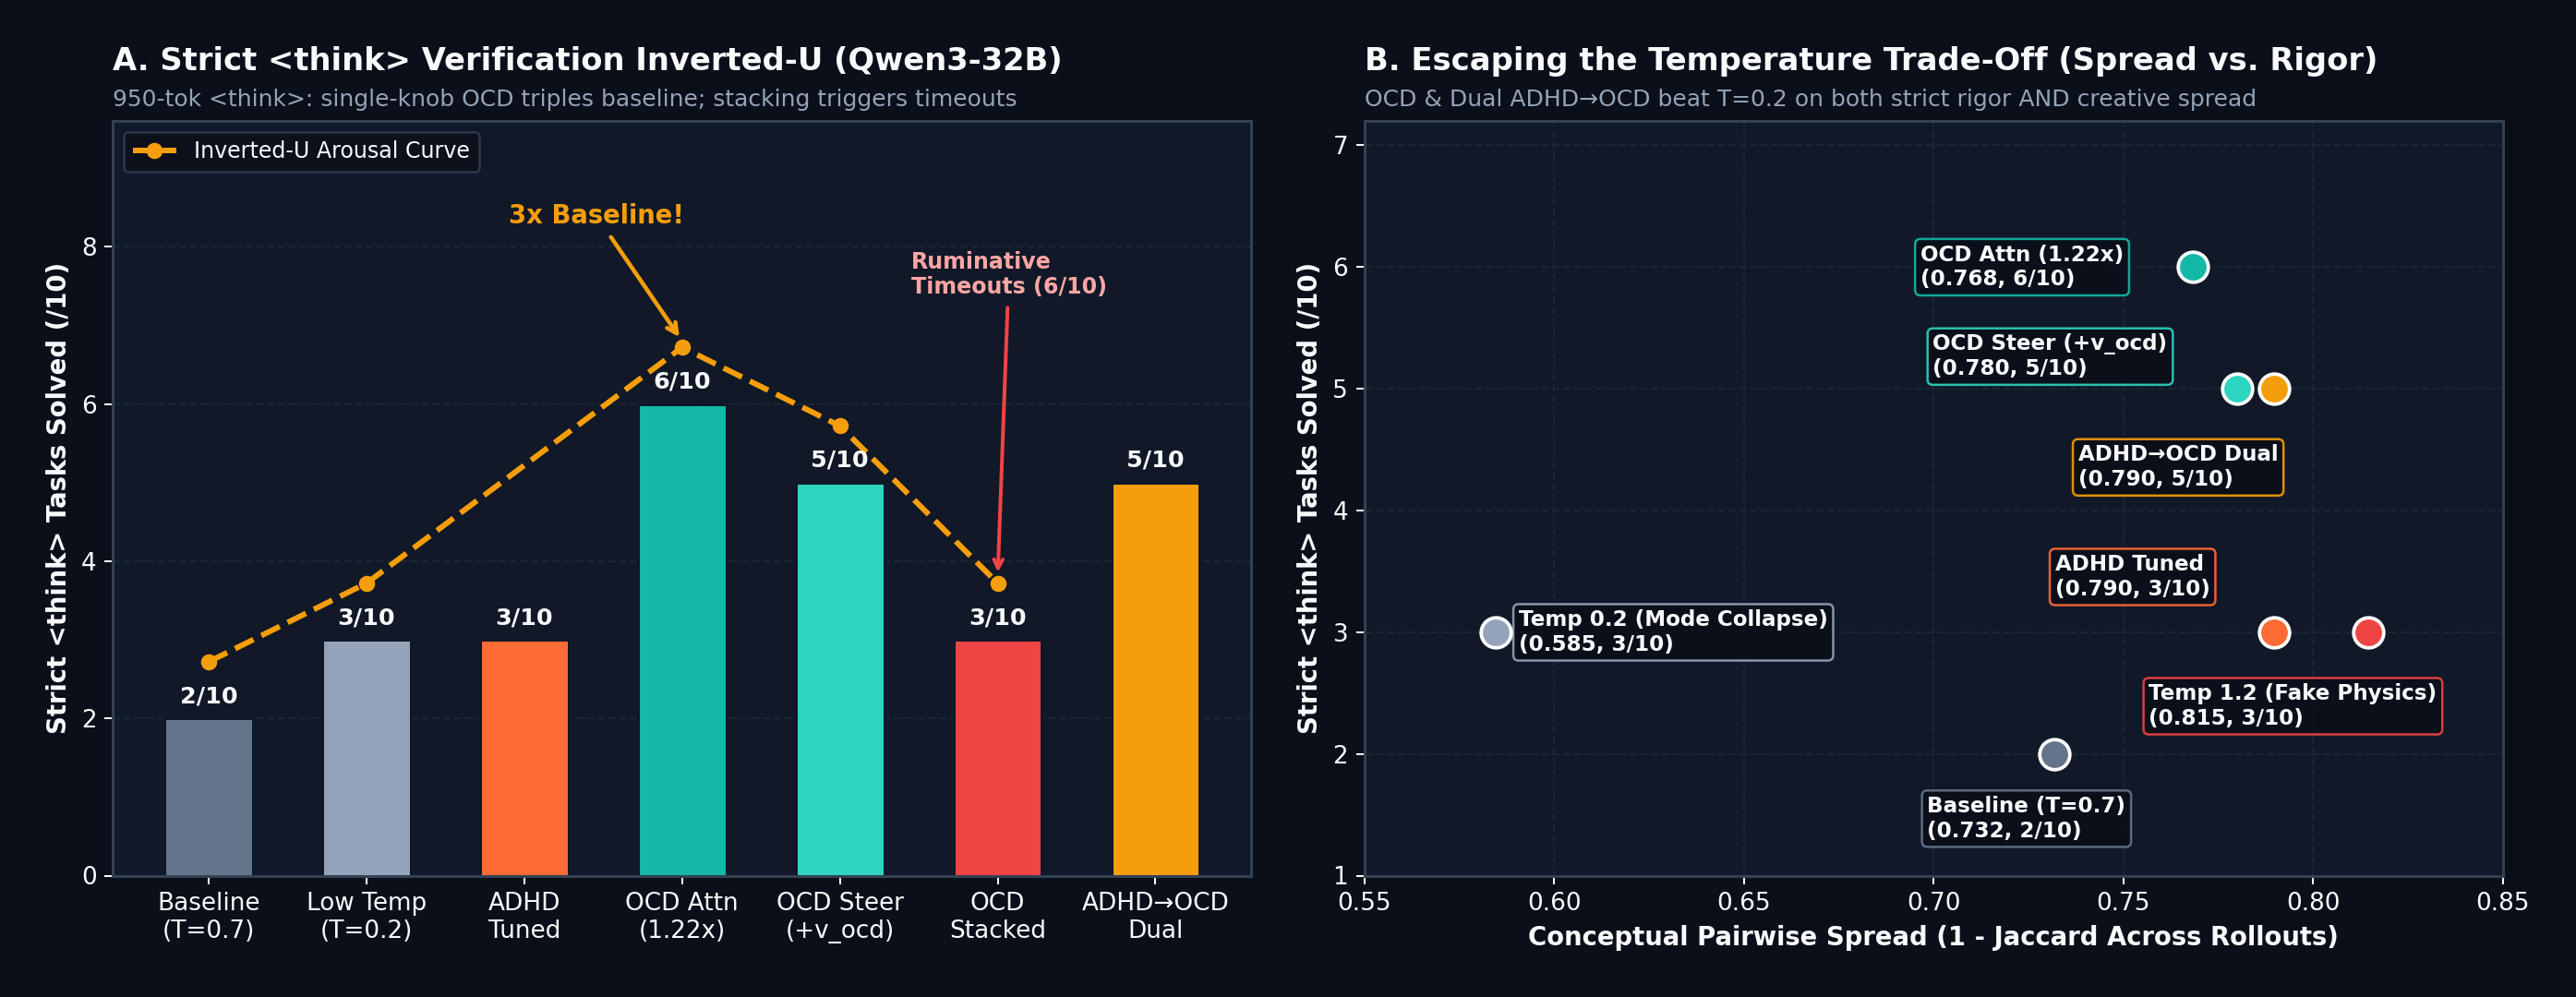 A. Strict <think> Verification Inverted-U (Qwen3-32B)
950-tok <think>: single-knob OCD triples baseline; stacking triggers timeouts
Inverted-U Arousal Curve
3x Baseline!
Ruminative
Timeouts (6/10)
Strict <think> Tasks Solved (/10)
8
6
4
2
0
2/10
3/10
3/10
6/10
5/10
3/10
5/10
Baseline
(T=0.7)
Low Temp
(T=0.2)
ADHD
Tuned
OCD Attn
(1.22x)
OCD Steer
(+v_ocd)
OCD
Stacked
ADHD→OCD
Dual
B. Escaping the Temperature Trade-Off (Spread vs. Rigor)
OCD & Dual ADHD→OCD beat T=0.2 on both strict rigor AND creative spread
Strict <think> Tasks Solved (/10)
7
6
5
4
3
2
1
OCD Attn (1.22x)
(0.768, 6/10)
OCD Steer (+v_ocd)
(0.780, 5/10)
ADHD→OCD Dual
(0.790, 5/10)
ADHD Tuned
(0.790, 3/10)
Temp 0.2 (Mode Collapse)
(0.585, 3/10)
Temp 1.2 (Fake Physics)
(0.815, 3/10)
Baseline (T=0.7)
(0.732, 2/10)
0.55
0.60
0.65
0.70
0.75
0.80
0.85
Conceptual Pairwise Spread (1 - Jaccard Across Rollouts)